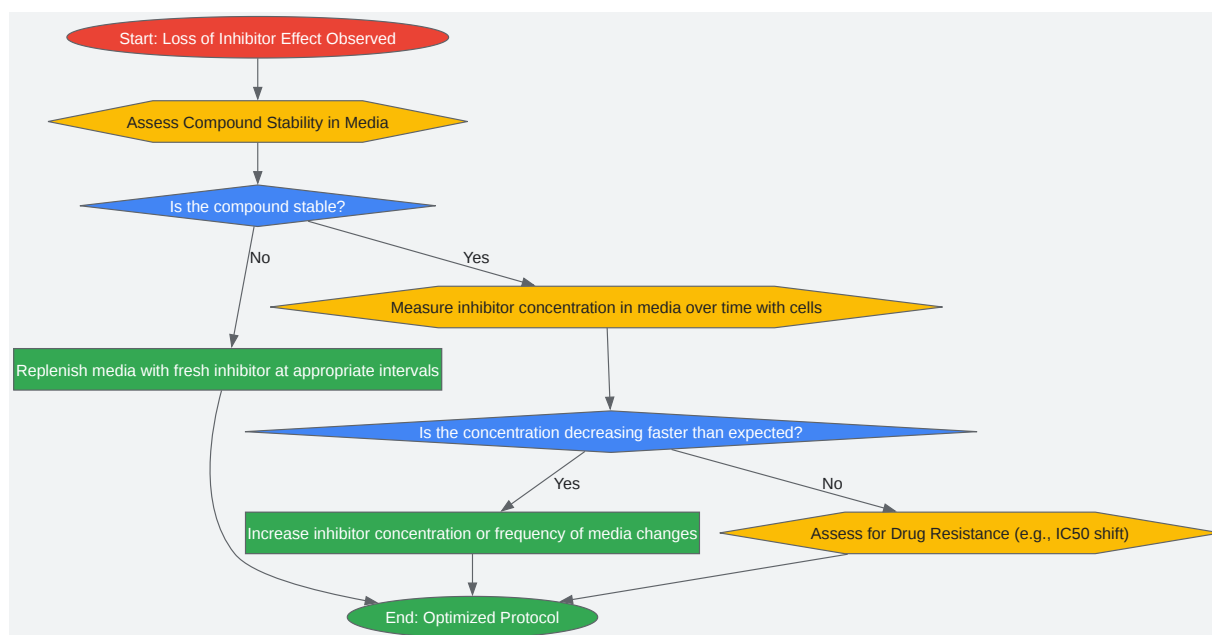 Start: Loss of Inhibitor Effect Observed
Assess Compound Stability in Media
Is the compound stable?
No
Yes
Measure inhibitor concentration in media over time with cells
Replenish media with fresh inhibitor at appropriate intervals
Is the concentration decreasing faster than expected?
Yes
No
Increase inhibitor concentration or frequency of media changes
Assess for Drug Resistance (e.g., IC50 shift)
End: Optimized Protocol